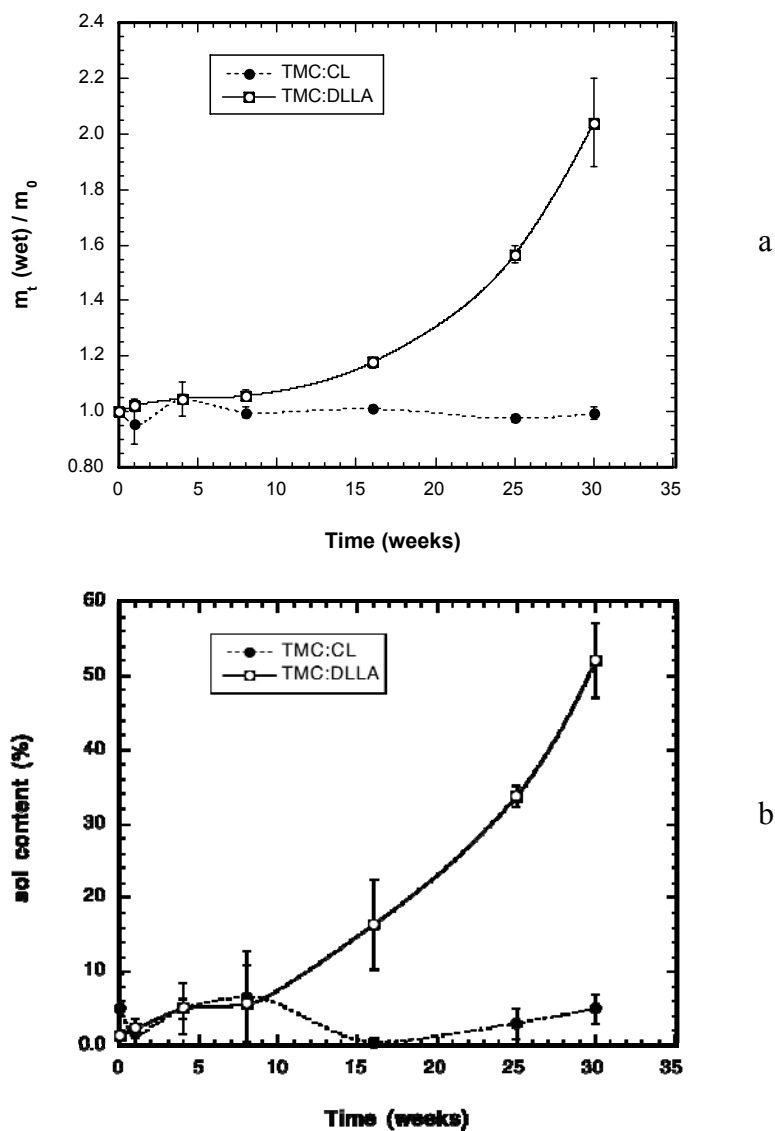 2.4
2.2
2.0
1.8
1.6
1.4
1.2
1.0
0.80
m_t (wet) / m_0
TMC:CL
TMC:DLLA
0 5 10 15 20 25 30 35
Time (weeks)
a
60
50
40
30
20
10
0.0
sol content (%)
TMC:CL
TMC:DLLA
0 5 10 15 20 25 30 35
Time (weeks)
b